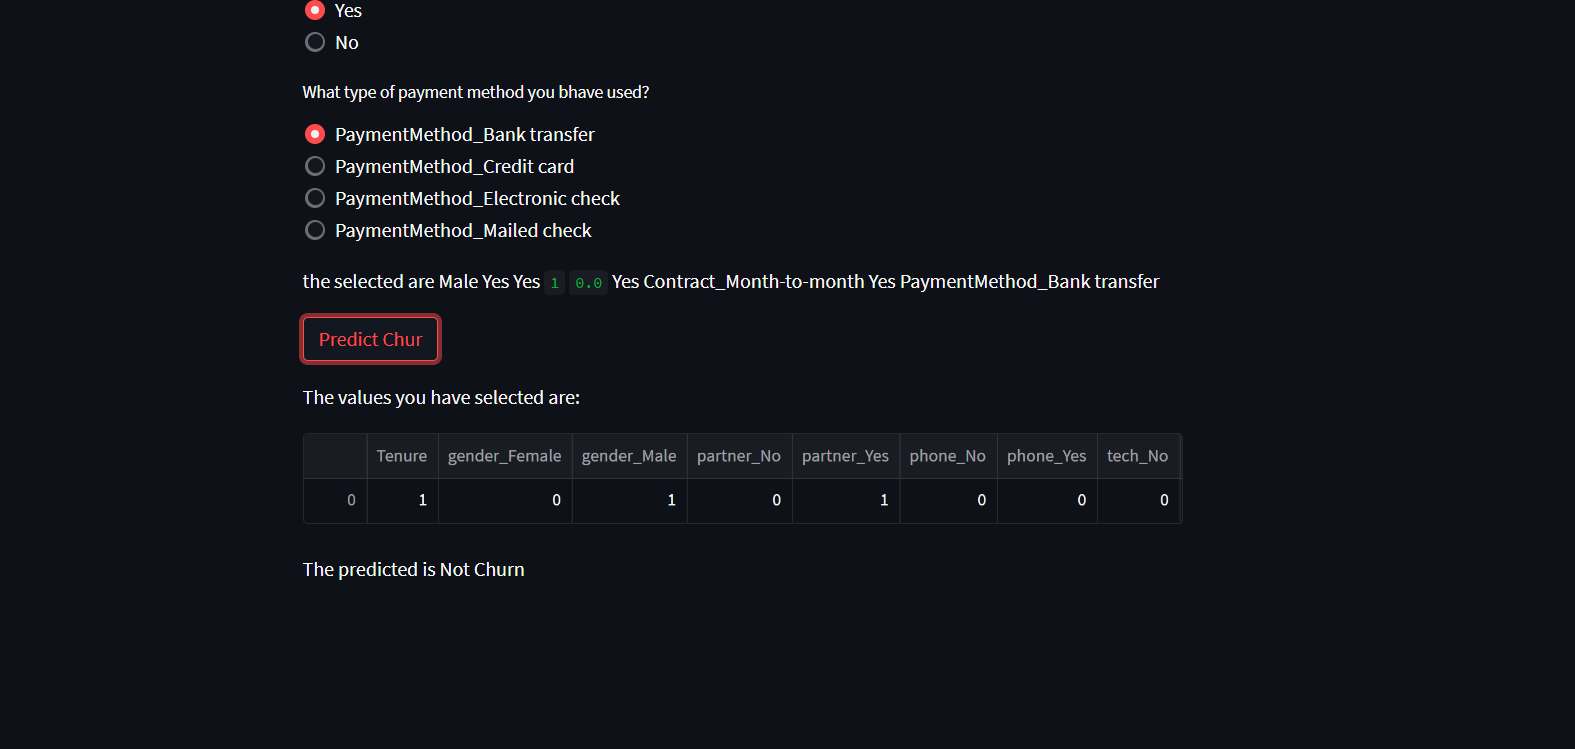 Yes
No
What type of payment method you bhave used?
PaymentMethod_Bank transfer
PaymentMethod_Credit card
PaymentMethod_Electronic check
PaymentMethod_Mailed check
the selected are Male Yes Yes 1 0.0 Yes Contract_Month-to-month Yes PaymentMethod_Bank transfer
Predict Chur
The values you have selected are:
Tenure gender_Female gender_Male partner_No partner_Yes phone_No phone_Yes tech_No
0 1 0 1 0 1 0 0 0
The predicted is Not Churn